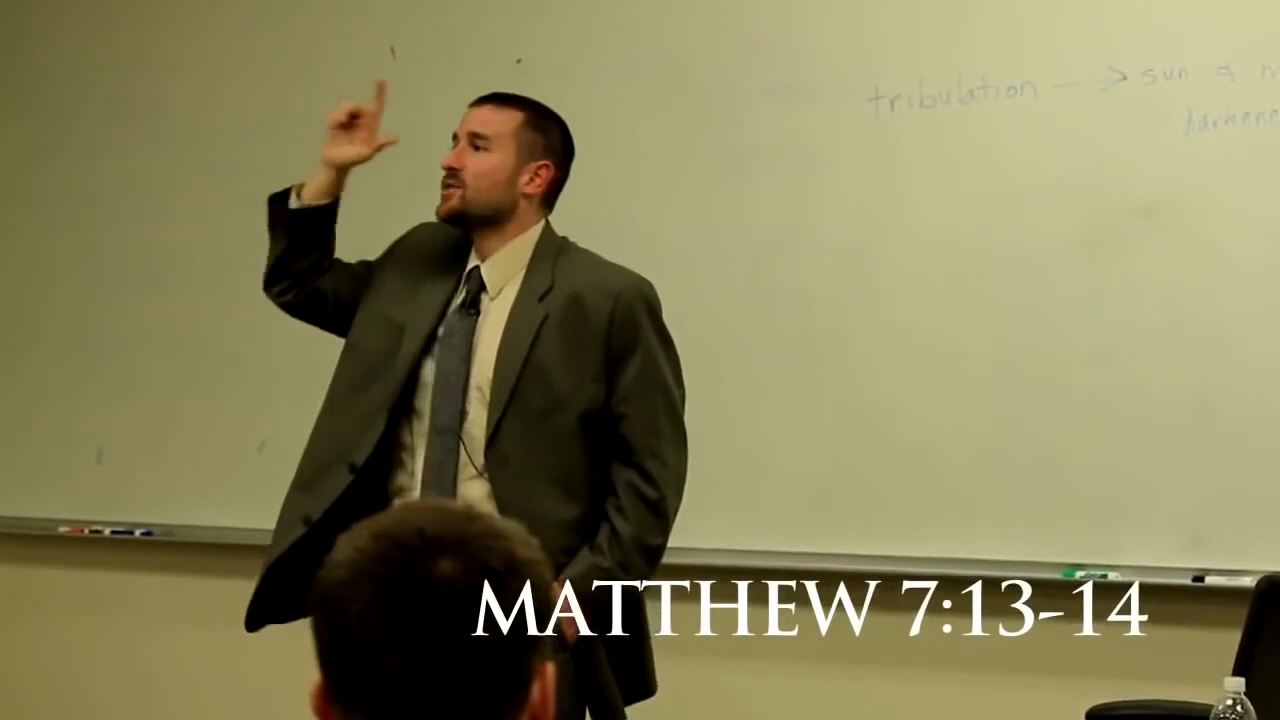 tribulation → sun &
MATTHEW 7:13-14